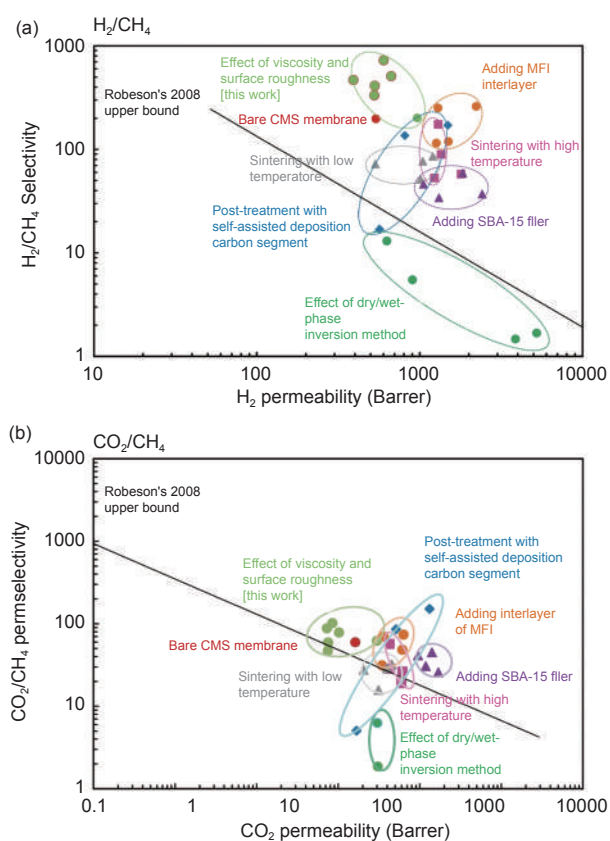 (a)
H2/CH4
1000
Effect of viscosity and
surface roughness
[this work]
Adding MFI
interlayer
Robeson's 2008
upper bound
Bare CMS membrane
100
Sintering with low
temperatore
Sintering with high
temperature
Post-treatment with
self-assisted deposition
carbon segment
Adding SBA-15 fller
10
Effect of dry/wet-
phase
inversion method
1
H2/CH4 Selectivity
10
100
1000
10000
H2 permeability (Barrer)
(b)
CO2/CH4
10000
Robeson's 2008
upper bound
1000
Post-treatment with
self-assisted deposition
carbon segment
Effect of viscosity and
surface roughness
[this work]
100
Adding interlayer
of MFI
Bare CMS membrane
Sintering with low
temperature
Adding SBA-15 fller
Sintering with high
temperature
10
Effect of dry/wet-
phase
inversion method
1
CO2/CH4 permselectivity
0.1
1
10
100
1000
10000
CO2 permeability (Barrer)